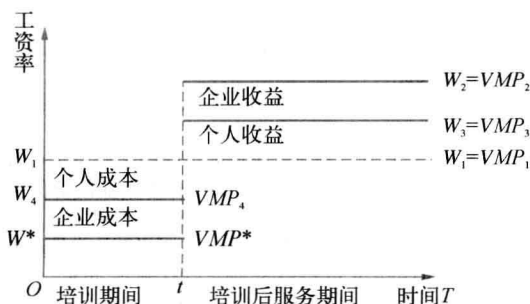 工资率
企业收益
W₂=VMP₂
个人收益
W₃=VMP₃
W₁
W₁=VMP₁
个人成本
W₄
VMP₄
企业成本
W*
VMP*
O
培训期间
t
培训后服务期间
时间T